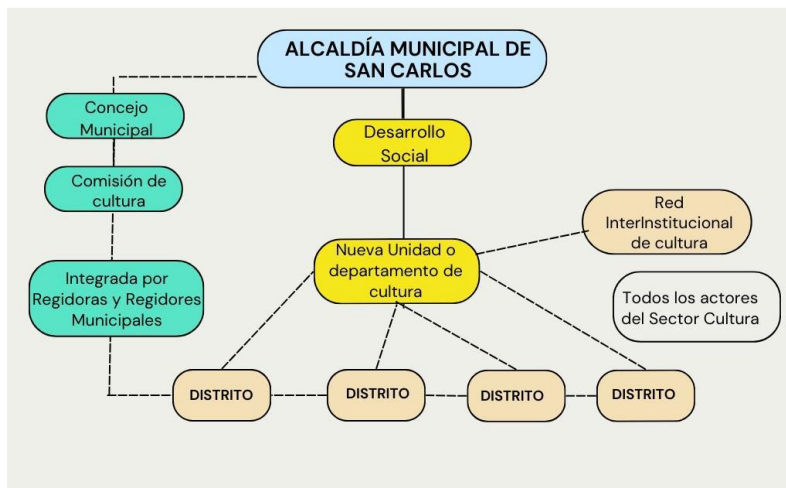 ALCALDÍA MUNICIPAL DE
SAN CARLOS
Concejo
Municipal
Desarrollo
Social
Comisión de
cultura
Red
InterInstitucional
de cultura
Nueva Unidad o
departamento de
cultura
Integrada por
Regidoras y Regidores
Municipales
Todos los actores
del Sector Cultura
DISTRITO
DISTRITO
DISTRITO
DISTRITO